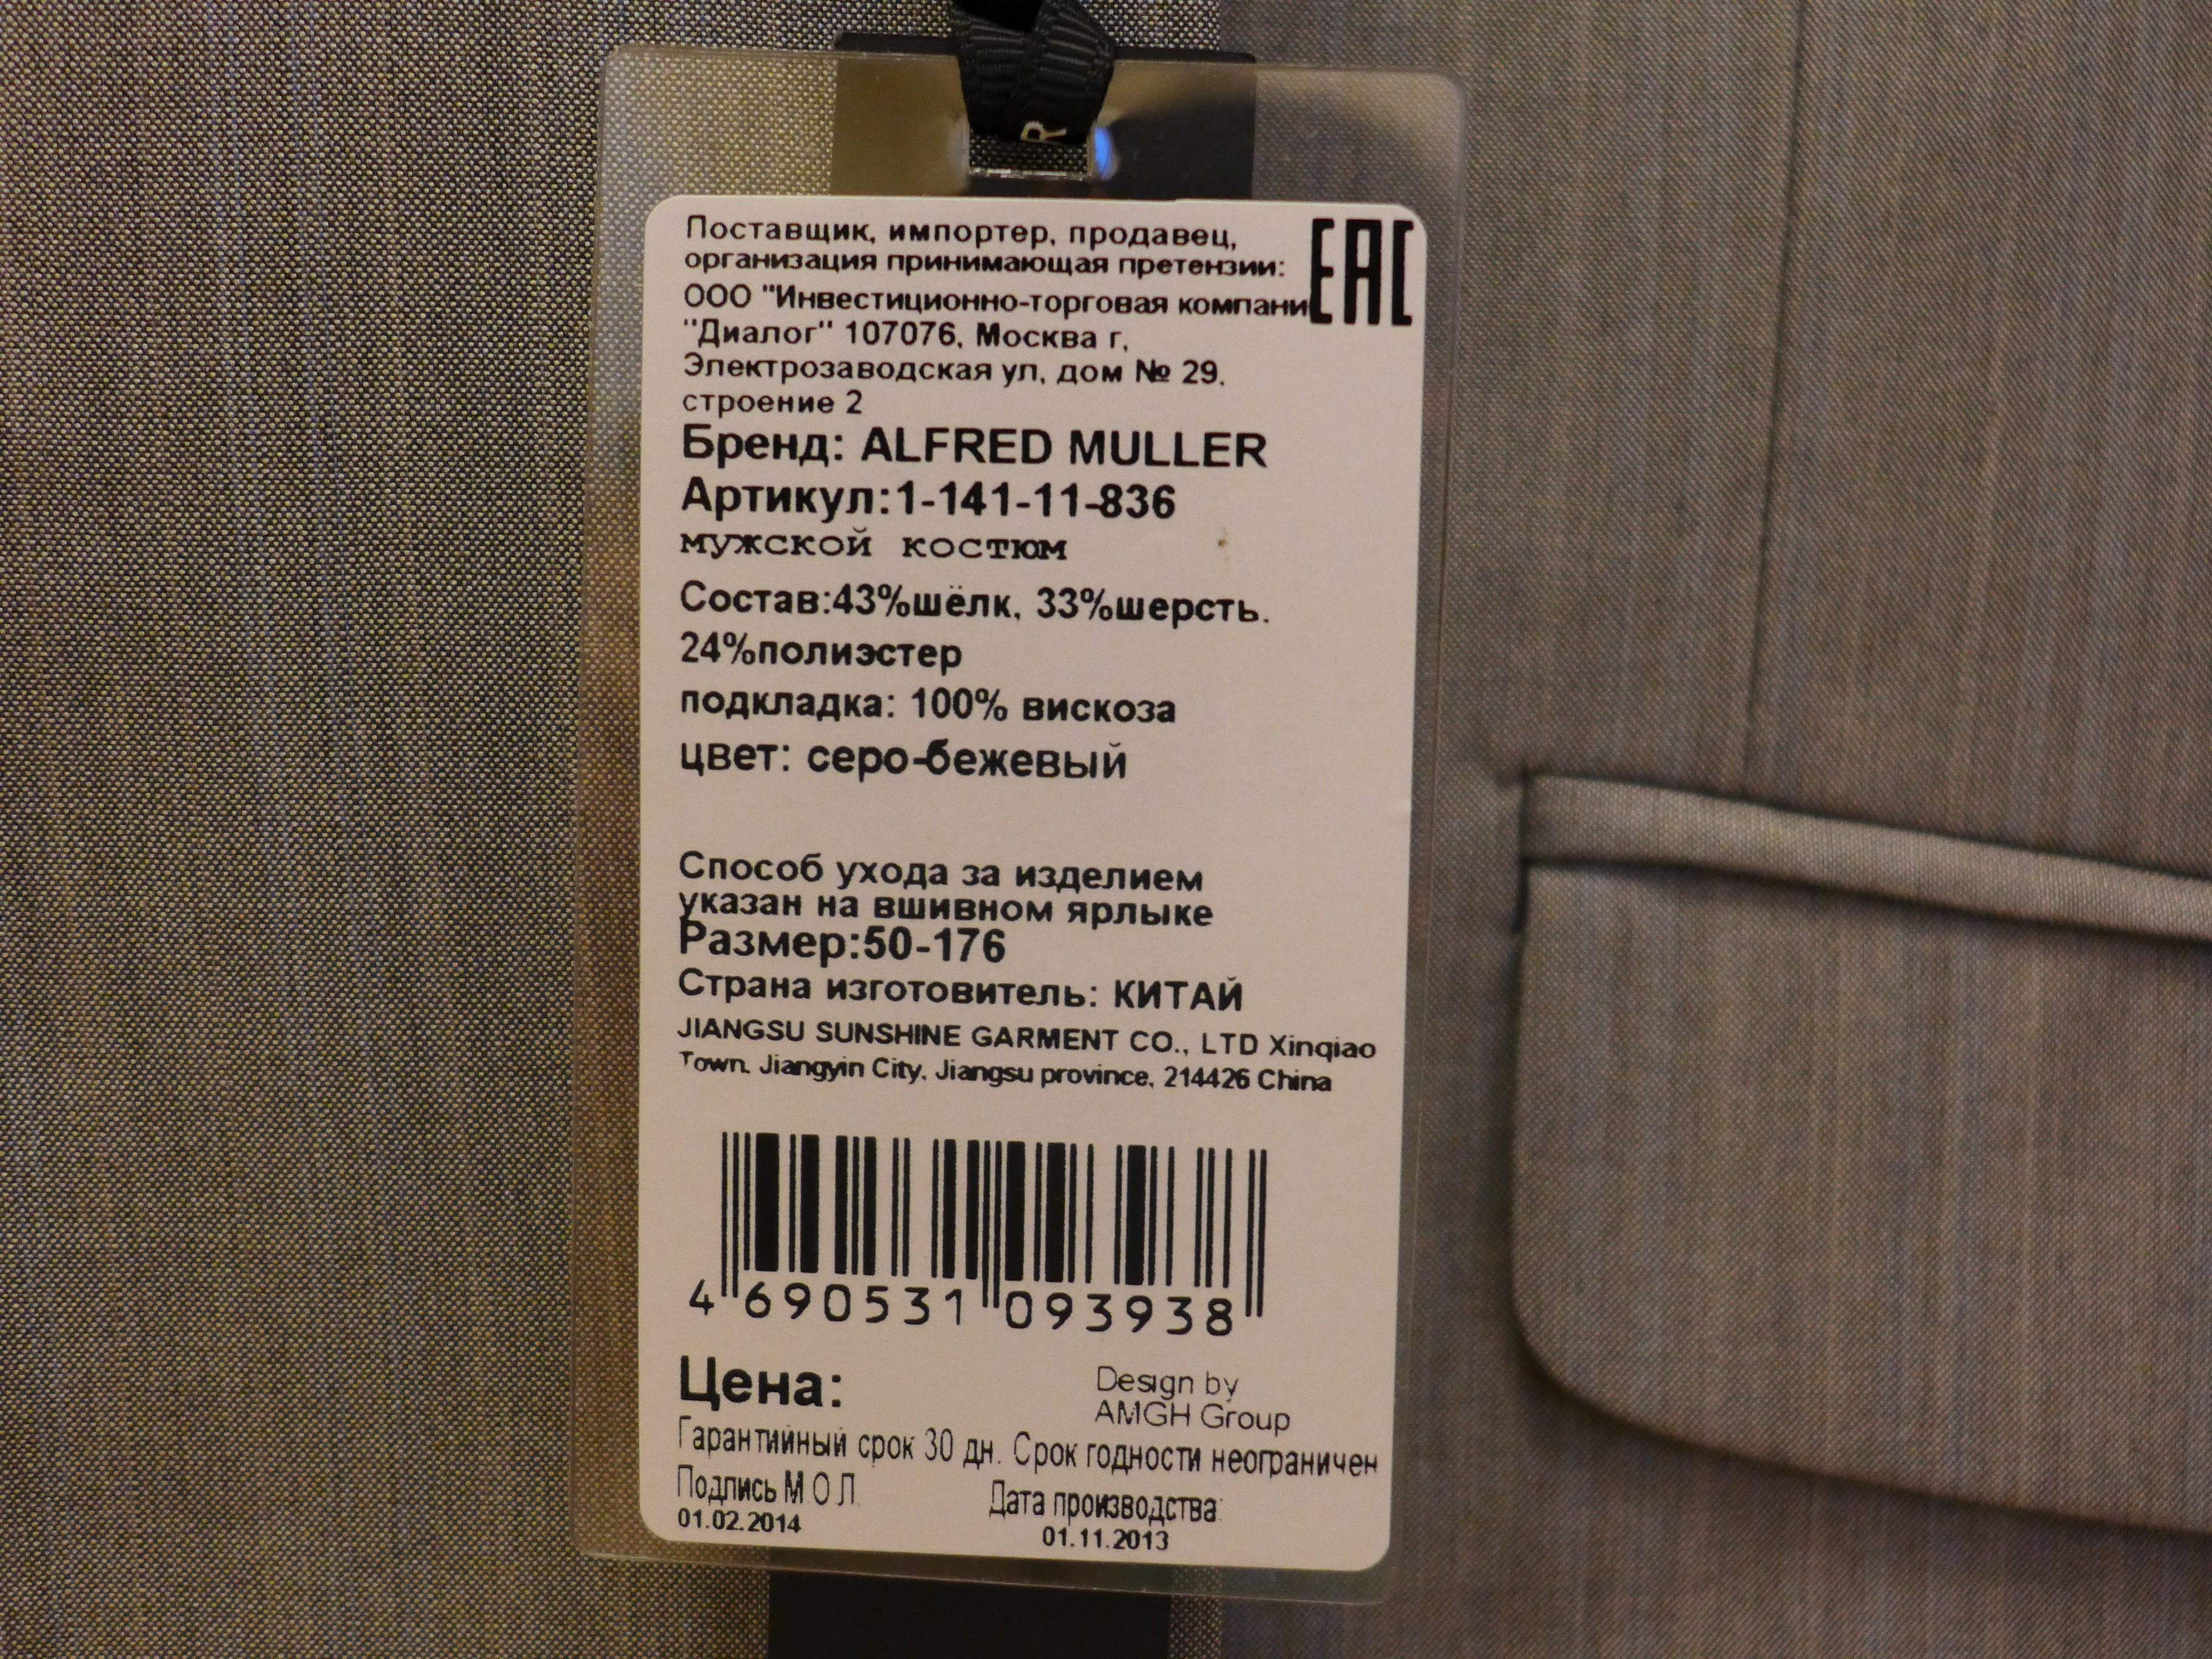 R
Поставщик, импортер, продавец,
организация принимающая претензии:
ООО "Инвестиционно-торговая компани
EAC
"Диалог" 107076, Москва г,
Электрозаводская ул, дом № 29,
строение 2
Бренд: ALFRED MULLER
Артикул:1-141-11-836
мужской костюм
Состав:43%шёлк, 33%шерсть,
24%полиэстер
подкладка: 100% вискоза
цвет: серо-бежевый
Способ ухода за изделием
указан на вшивном ярлыке
Размер:50-176
Страна изготовитель: КИТАЙ
JIANGSU SUNSHINE GARMENT CO., LTD Xinqiao
Town, Jiangyin City, Jiangsu province, 214426 China
4 690531 093938
Цена:
Design by
AMGH Group
Гарантийный срок 30 дн. Срок годности неограничен
Подпись М О Л
Дата производства:
01.02.2014
01.11.2013